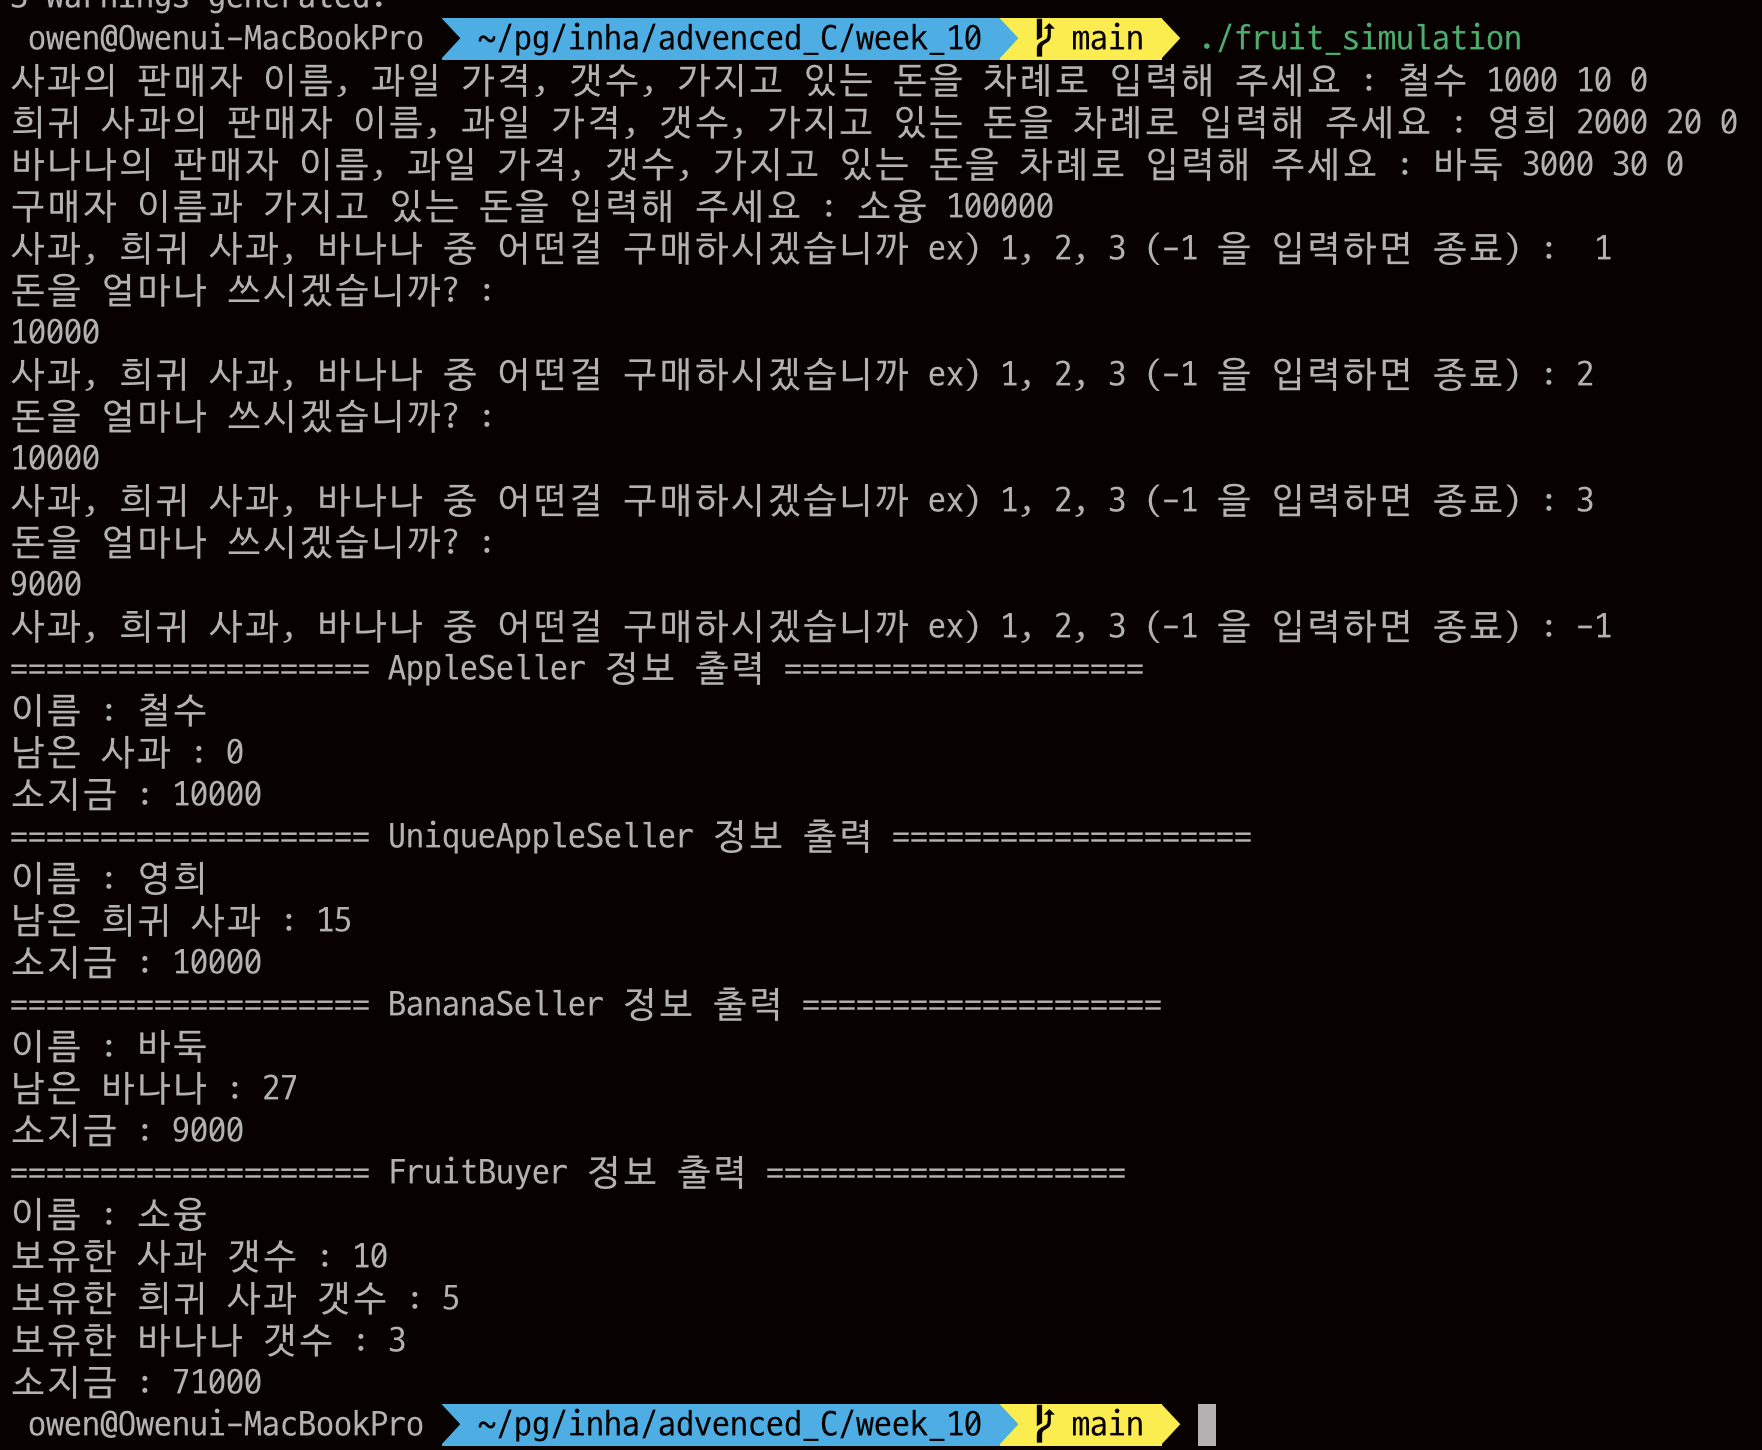 5 warnings generated.
owen@Owenui-MacBookPro ~/pg/inha/advenced_C/week_10 main ./fruit_simulation
사과의 판매자 이름, 과일 가격, 갯수, 가지고 있는 돈을 차례로 입력해 주세요 : 철수 1000 10 0
희귀 사과의 판매자 이름, 과일 가격, 갯수, 가지고 있는 돈을 차례로 입력해 주세요 : 영희 2000 20 0
바나나의 판매자 이름, 과일 가격, 갯수, 가지고 있는 돈을 차례로 입력해 주세요 : 바둑 3000 30 0
구매자 이름과 가지고 있는 돈을 입력해 주세요 : 소융 100000
사과, 희귀 사과, 바나나 중 어떤걸 구매하시겠습니까 ex) 1, 2, 3 (-1 을 입력하면 종료) :  1
돈을 얼마나 쓰시겠습니까? :
10000
사과, 희귀 사과, 바나나 중 어떤걸 구매하시겠습니까 ex) 1, 2, 3 (-1 을 입력하면 종료) : 2
돈을 얼마나 쓰시겠습니까? :
10000
사과, 희귀 사과, 바나나 중 어떤걸 구매하시겠습니까 ex) 1, 2, 3 (-1 을 입력하면 종료) : 3
돈을 얼마나 쓰시겠습니까? :
9000
사과, 희귀 사과, 바나나 중 어떤걸 구매하시겠습니까 ex) 1, 2, 3 (-1 을 입력하면 종료) : -1
==================== AppleSeller 정보 출력 ====================
이름 : 철수
남은 사과 : 0
소지금 : 10000
==================== UniqueAppleSeller 정보 출력 ====================
이름 : 영희
남은 희귀 사과 : 15
소지금 : 10000
==================== BananaSeller 정보 출력 ====================
이름 : 바둑
남은 바나나 : 27
소지금 : 9000
==================== FruitBuyer 정보 출력 ====================
이름 : 소융
보유한 사과 갯수 : 10
보유한 희귀 사과 갯수 : 5
보유한 바나나 갯수 : 3
소지금 : 71000
owen@Owenui-MacBookPro ~/pg/inha/advenced_C/week_10 main